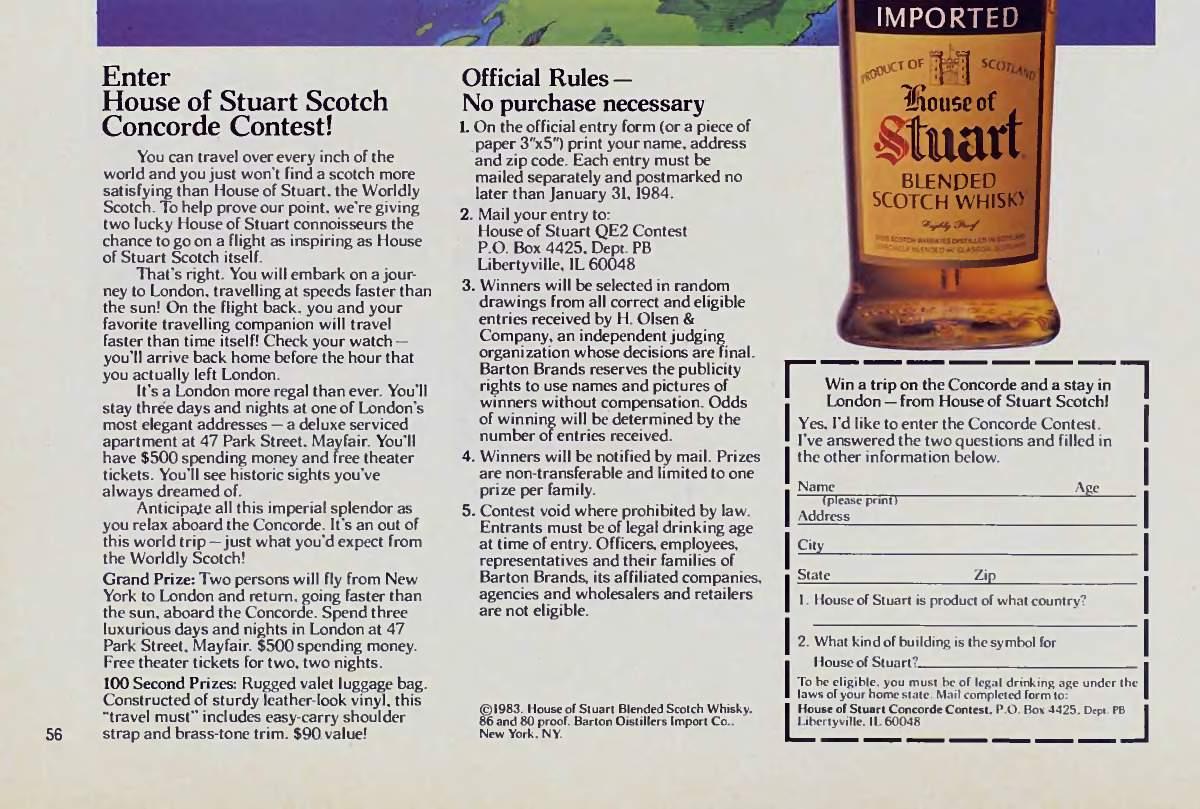 Enter
House of Stuart Scotch
Concorde Contest!
You can travel over every inch of the
world and you just won't find a scotch more
satisfying than House of Stuart, the Worldly
Scotch. To help prove our point, we're giving
two lucky House of Stuart connoisseurs the
chance to go on a flight as inspiring as House
of Stuart Scotch itself.
That's right. You will embark on a jour-
ney to London, travelling at speeds faster than
the sun! On the flight back, you and your
favorite travelling companion will travel
faster than time itself! Check your watch —
you'll arrive back home before the hour that
you actually left London.
It's a London more regal than ever. You'll
stay three days and nights at one of London's
most elegant addresses — a deluxe serviced
apartment at 47 Park Street, Mayfair. You'll
have $500 spending money and free theater
tickets. You'll see historic sights you've
always dreamed of.
Anticipate all this imperial splendor as
you relax aboard the Concorde. It's an out of
this world trip — just what you'd expect from
the Worldly Scotch!
Grand Prize: Two persons will fly from New
York to London and return, going faster than
the sun, aboard the Concorde. Spend three
luxurious days and nights in London at 47
Park Street, Mayfair. $500 spending money.
Free theater tickets for two, two nights.
100 Second Prizes: Rugged valet luggage bag.
Constructed of sturdy leather-look vinyl, this
"travel must" includes easy-carry shoulder
strap and brass-tone trim. $90 value!
56
Official Rules —
No purchase necessary
1. On the official entry form (or a piece of
paper 3"x5") print your name, address
and zip code. Each entry must be
mailed separately and postmarked no
later than January 31, 1984.
2. Mail your entry to:
House of Stuart QE2 Contest
P.O. Box 4425, Dept. PB
Libertyville, IL 60048
3. Winners will be selected in random
drawings from all correct and eligible
entries received by H. Olsen &
Company, an independent judging
organization whose decisions are final.
Barton Brands reserves the publicity
rights to use names and pictures of
winners without compensation. Odds
of winning will be determined by the
number of entries received.
4. Winners will be notified by mail. Prizes
are non-transferable and limited to one
prize per family.
5. Contest void where prohibited by law.
Entrants must be of legal drinking age
at time of entry. Officers, employees,
representatives and their families of
Barton Brands, its affiliated companies,
agencies and wholesalers and retailers
are not eligible.
©1983. House of Stuart Blended Scotch Whisky.
86 and 80 proof. Barton Distillers Import Co.,
New York, NY.
IMPORTED
PRODUCT OF SCOTLAND
House of
Stuart
BLENDED
SCOTCH WHISKY
Eighty Proof
Win a trip on the Concorde and a stay in
London — from House of Stuart Scotch!
Yes, I'd like to enter the Concorde Contest.
I've answered the two questions and filled in
the other information below.
Name Age
(please print)
Address
City
State Zip
1. House of Stuart is product of what country?
2. What kind of building is the symbol for
House of Stuart?
To be eligible, you must be of legal drinking age under the
laws of your home state. Mail completed form to:
House of Stuart Concorde Contest, P.O. Box 4425, Dept. PB
Libertyville, IL 60048